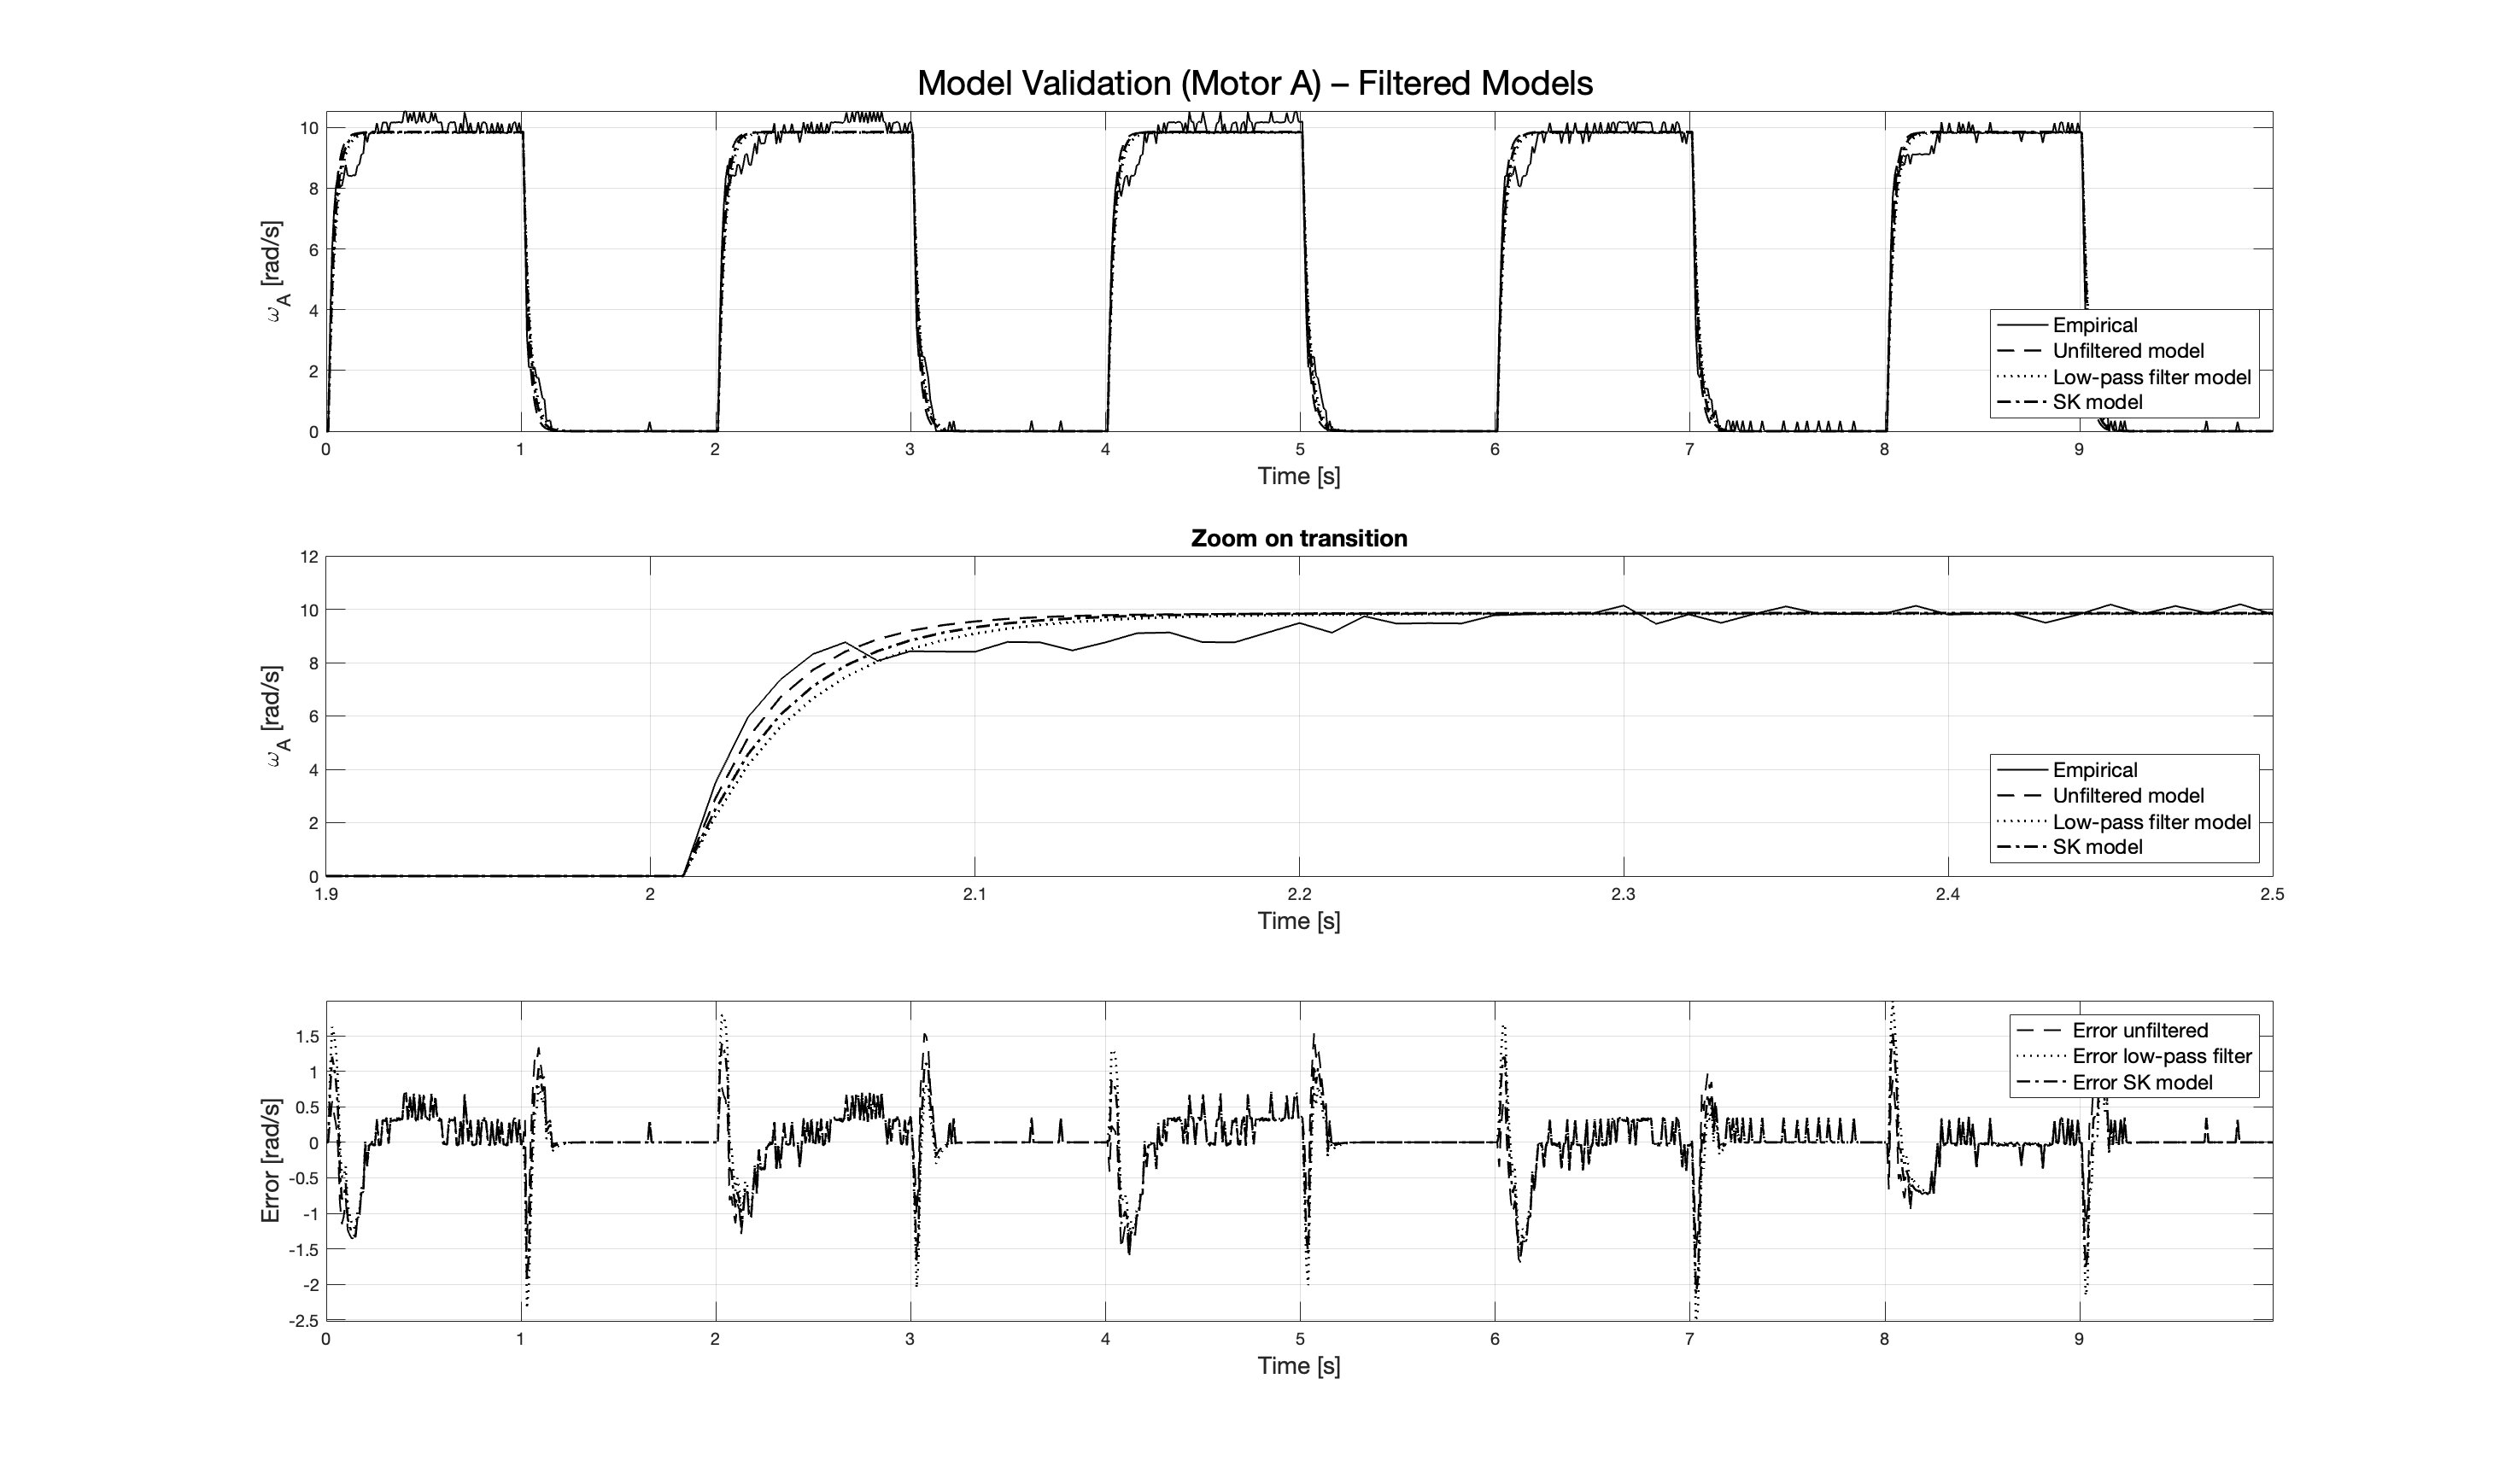 Model Validation (Motor A) – Filtered Models
10
8
6
4
2
0
ω_A [rad/s]
Empirical
Unfiltered model
Low-pass filter model
SK model
0 1 2 3 4 5 6 7 8 9
Time [s]
Zoom on transition
12
10
8
6
4
2
0
ω_A [rad/s]
Empirical
Unfiltered model
Low-pass filter model
SK model
1.9 2 2.1 2.2 2.3 2.4 2.5
Time [s]
1.5
1
0.5
0
-0.5
-1
-1.5
-2
-2.5
Error [rad/s]
Error unfiltered
Error low-pass filter
Error SK model
0 1 2 3 4 5 6 7 8 9
Time [s]